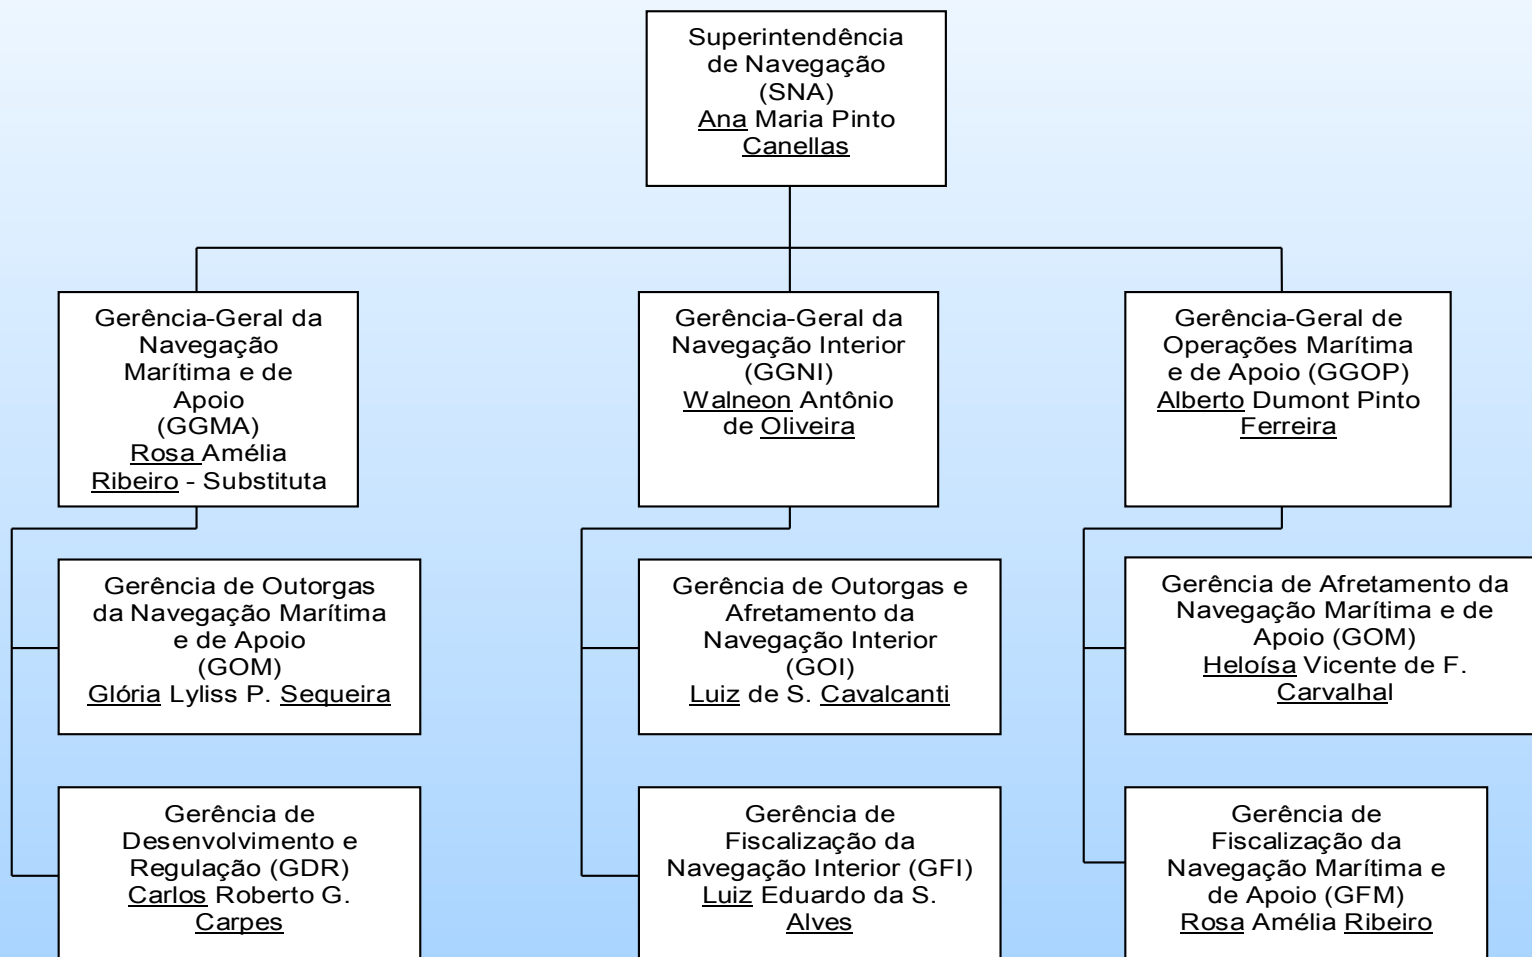 Superintendência
de Navegação
(SNA)
Ana Maria Pinto
Canellas
Gerência-Geral da
Navegação
Marítima e de
Apoio
(GGMA)
Rosa Amélia
Ribeiro - Substituta
Gerência-Geral da
Navegação Interior
(GGNI)
Walneon Antônio
de Oliveira
Gerência-Geral de
Operações Marítima
e de Apoio (GGOP)
Alberto Dumont Pinto
Ferreira
Gerência de Outorgas
da Navegação Marítima
e de Apoio
(GOM)
Glória Lyliss P. Sequeira
Gerência de Outorgas e
Afretamento da
Navegação Interior
(GOI)
Luiz de S. Cavalcanti
Gerência de Afretamento da
Navegação Marítima e de
Apoio (GOM)
Heloísa Vicente de F.
Carvalhal
Gerência de
Desenvolvimento e
Regulação (GDR)
Carlos Roberto G.
Carpes
Gerência de
Fiscalização da
Navegação Interior (GFI)
Luiz Eduardo da S.
Alves
Gerência de
Fiscalização da
Navegação Marítima e
de Apoio (GFM)
Rosa Amélia Ribeiro